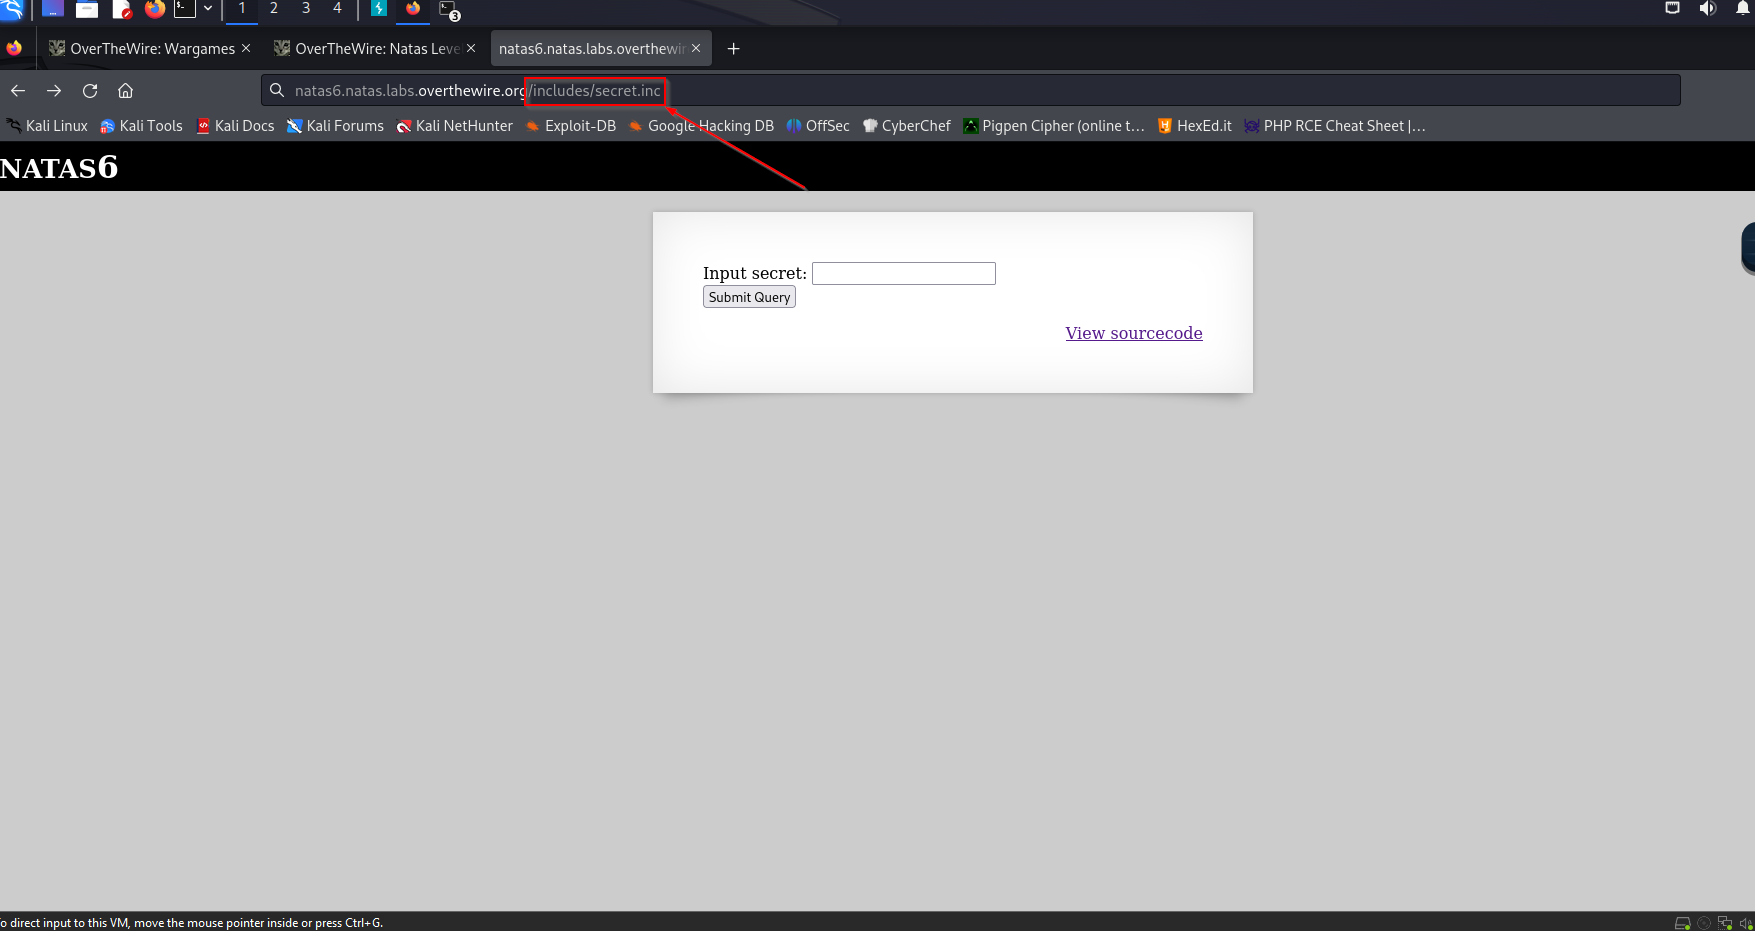 1 2 3 4 3
OverTheWire: Wargames OverTheWire: Natas Leve natas6.natas.labs.overthewir
natas6.natas.labs.overthewire.org/includes/secret.inc
Kali Linux Kali Tools Kali Docs Kali Forums Kali NetHunter Exploit-DB Google Hacking DB OffSec CyberChef Pigpen Cipher (online t... HexEd.it PHP RCE Cheat Sheet |...
NATAS6
Input secret:
Submit Query
View sourcecode
o direct input to this VM, move the mouse pointer inside or press Ctrl+G.